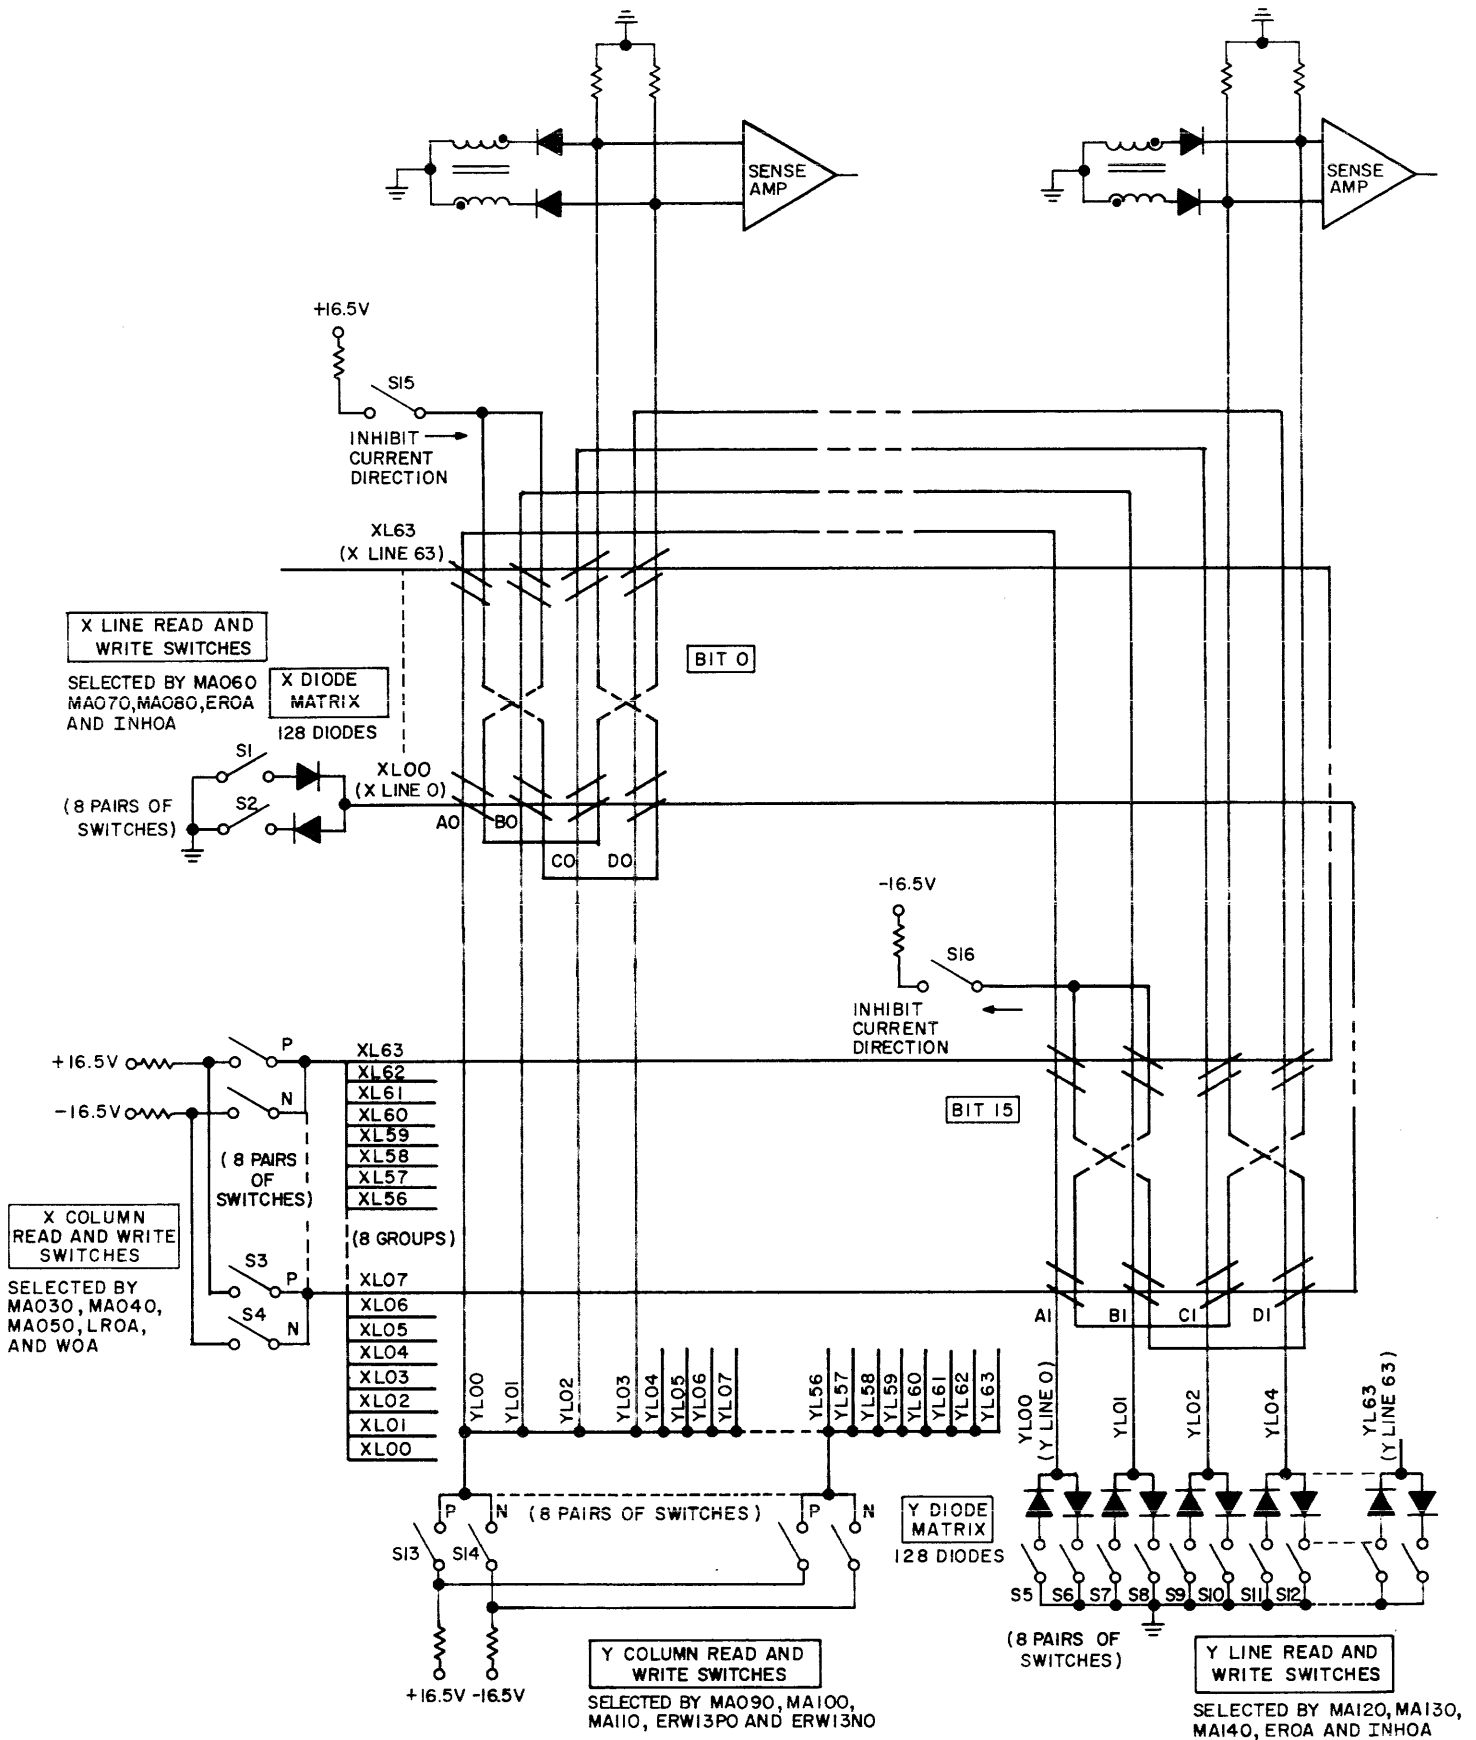 SENSE
AMP
SENSE
AMP
+16.5V
S15
INHIBIT
CURRENT
DIRECTION
XL63
(X LINE 63)
X LINE READ AND
WRITE SWITCHES
SELECTED BY MA060
MA070, MA080, EROA
AND INHOA
X DIODE
MATRIX
128 DIODES
BIT 0
S1
S2
(8 PAIRS OF
SWITCHES)
XL00
(X LINE 0)
A0
B0
C0
D0
-16.5V
S16
INHIBIT
CURRENT
DIRECTION
BIT 15
+16.5V
P
-16.5V
N
(8 PAIRS
OF
SWITCHES)
XL63
XL62
XL61
XL60
XL59
XL58
XL57
XL56
(8 GROUPS)
XL07
XL06
XL05
XL04
XL03
XL02
XL01
XL00
X COLUMN
READ AND WRITE
SWITCHES
SELECTED BY
MA030, MA040,
MA050, LROA,
AND WOA
S3
P
S4
N
A1
B1
C1
D1
YL00
YL01
YL02
YL03
YL04
YL05
YL06
YL07
YL56
YL57
YL58
YL59
YL60
YL61
YL62
YL63
YL00
(Y LINE 0)
YL01
YL02
YL04
YL63
(Y LINE 63)
P
N
(8 PAIRS OF SWITCHES)
P
N
S13
S14
+16.5V -16.5V
Y DIODE
MATRIX
128 DIODES
S5
S6
S7
S8
S9
S10
S11
S12
(8 PAIRS OF
SWITCHES)
Y COLUMN READ AND
WRITE SWITCHES
SELECTED BY MA090, MA100,
MA110, ERW13PO AND ERW13NO
Y LINE READ AND
WRITE SWITCHES
SELECTED BY MA120, MA130,
MA140, EROA AND INHOA